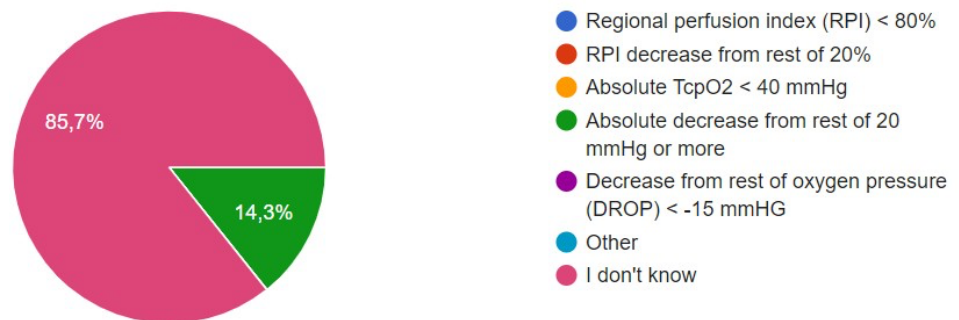 85,7%
14,3%
Regional perfusion index (RPI) < 80%
RPI decrease from rest of 20%
Absolute TcpO2 < 40 mmHg
Absolute decrease from rest of 20
mmHg or more
Decrease from rest of oxygen pressure
(DROP) < -15 mmHG
Other
I don't know